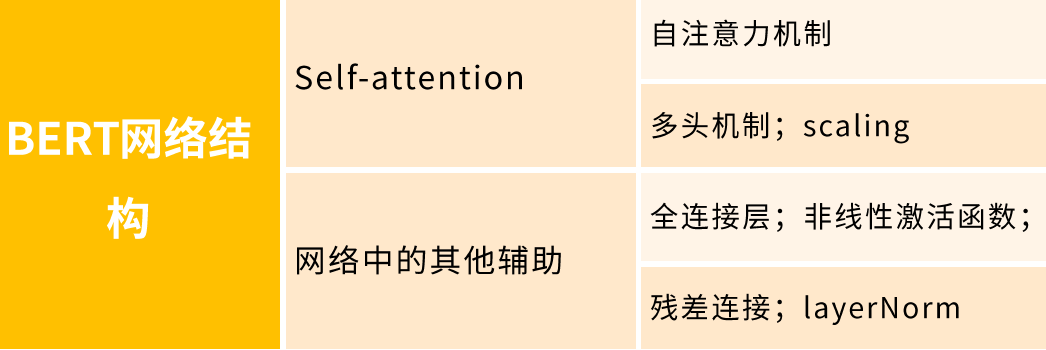 BERT网络结
构
Self-attention
自注意力机制
多头机制；scaling
网络中的其他辅助
全连接层；非线性激活函数；
残差连接；layerNorm